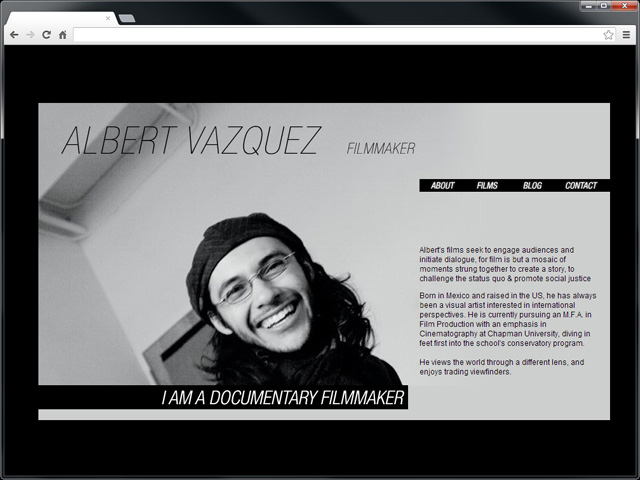 ALBERT VAZQUEZ FILMMAKER
ABOUT FILMS BLOG CONTACT
Albert's films seek to engage audiences and
initiate dialogue, for film is but a mosaic of
moments strung together to create a story, to
challenge the status quo & promote social justice
Born in Mexico and raised in the US, he has always
been a visual artist interested in international
perspectives. He is currently pursuing an M.F.A. in
Film Production with an emphasis in
Cinematography at Chapman University, diving in
feet first into the school's conservatory program.
He views the world through a different lens, and
enjoys trading viewfinders.
I AM A DOCUMENTARY FILMMAKER